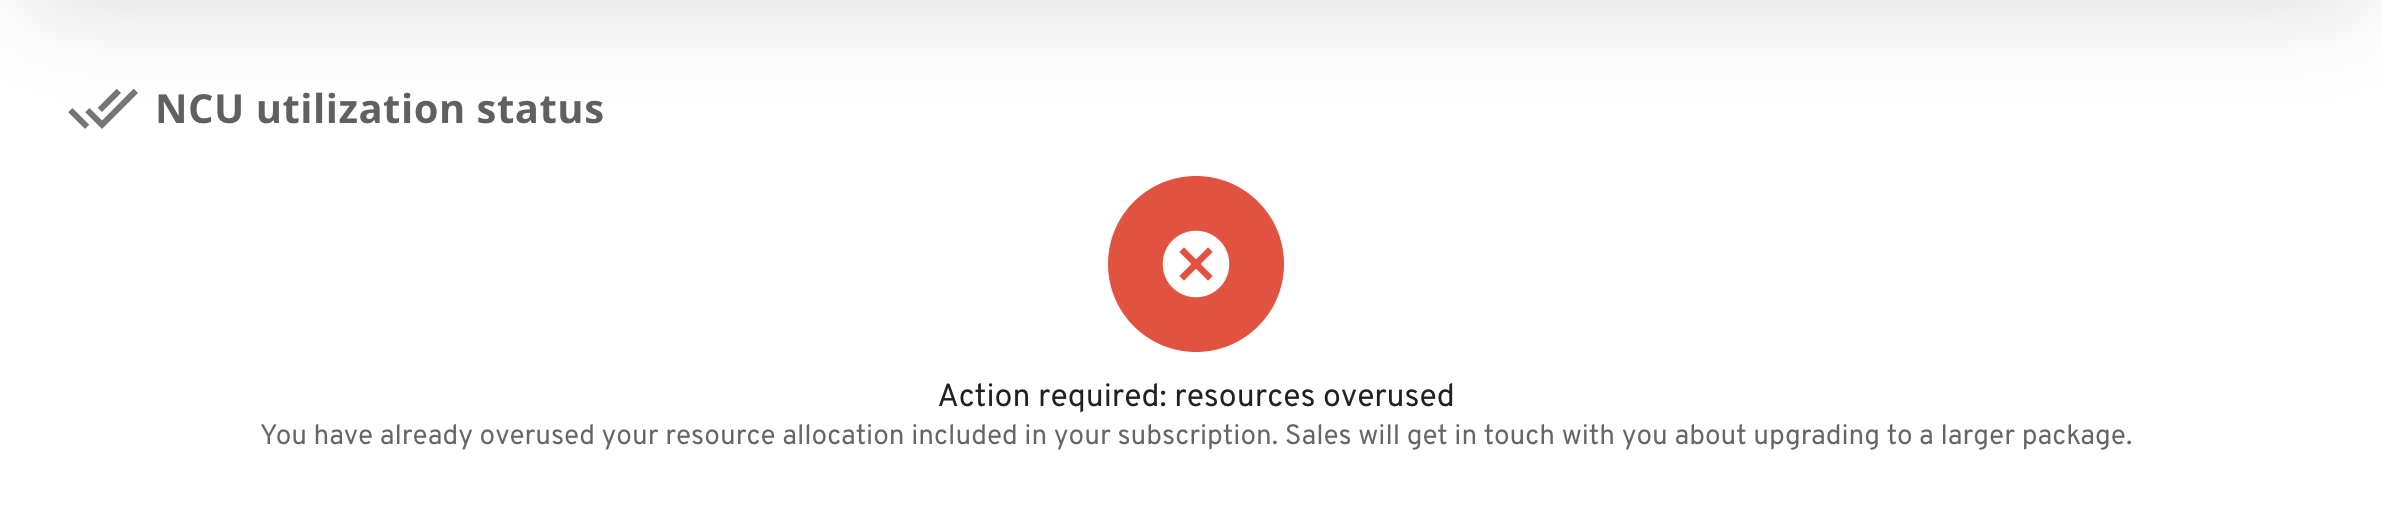 NCU utilization status
Action required: resources overused
You have already overused your resource allocation included in your subscription. Sales will get in touch with you about upgrading to a larger package.